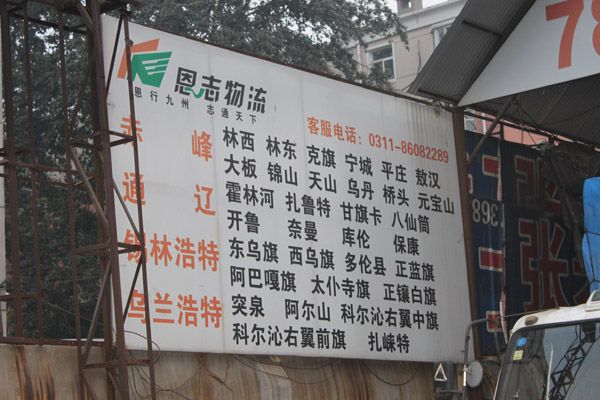 恩志物流
恩行九州 志通天下
客服电话：0311-86082289
赤峰 林西 林东 克旗 宁城 平庄 敖汉
大板 锦山 天山 乌丹 桥头 元宝山
通辽 霍林河 扎鲁特 甘旗卡 八仙筒
开鲁 奈曼 库伦 保康
锡林浩特 东乌旗 西乌旗 多伦县 正蓝旗
阿巴嘎旗 太仆寺旗 正镶白旗
乌兰浩特 突泉 阿尔山 科尔沁右翼中旗
科尔沁右翼前旗 扎崃特
78
张
张